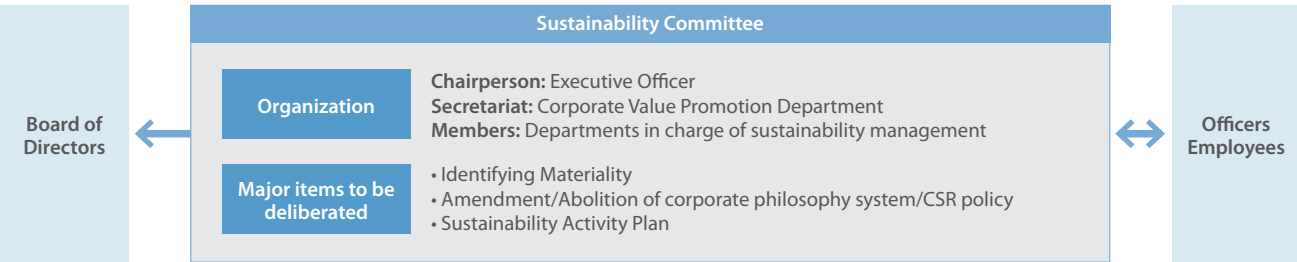 Sustainability Committee
Board of
Directors
Organization
Chairperson: Executive Officer
Secretariat: Corporate Value Promotion Department
Members: Departments in charge of sustainability management
Major items to be
deliberated
• Identifying Materiality
• Amendment/Abolition of corporate philosophy system/CSR policy
• Sustainability Activity Plan
Officers
Employees